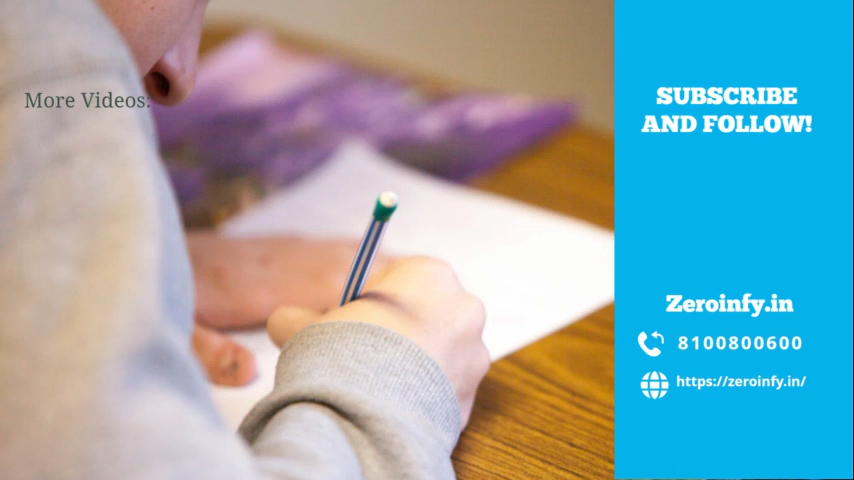 More Videos:
SUBSCRIBE
AND FOLLOW!
Zeroinfy.in
8100800600
https://zeroinfy.in/